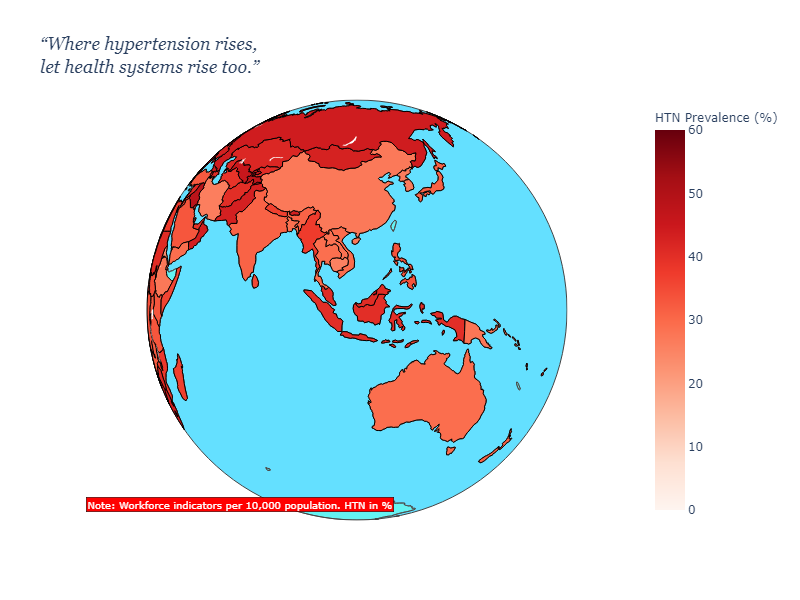 “Where hypertension rises,
let health systems rise too.”
HTN Prevalence (%)
60
50
40
30
20
10
0
Note: Workforce indicators per 10,000 population. HTN in %